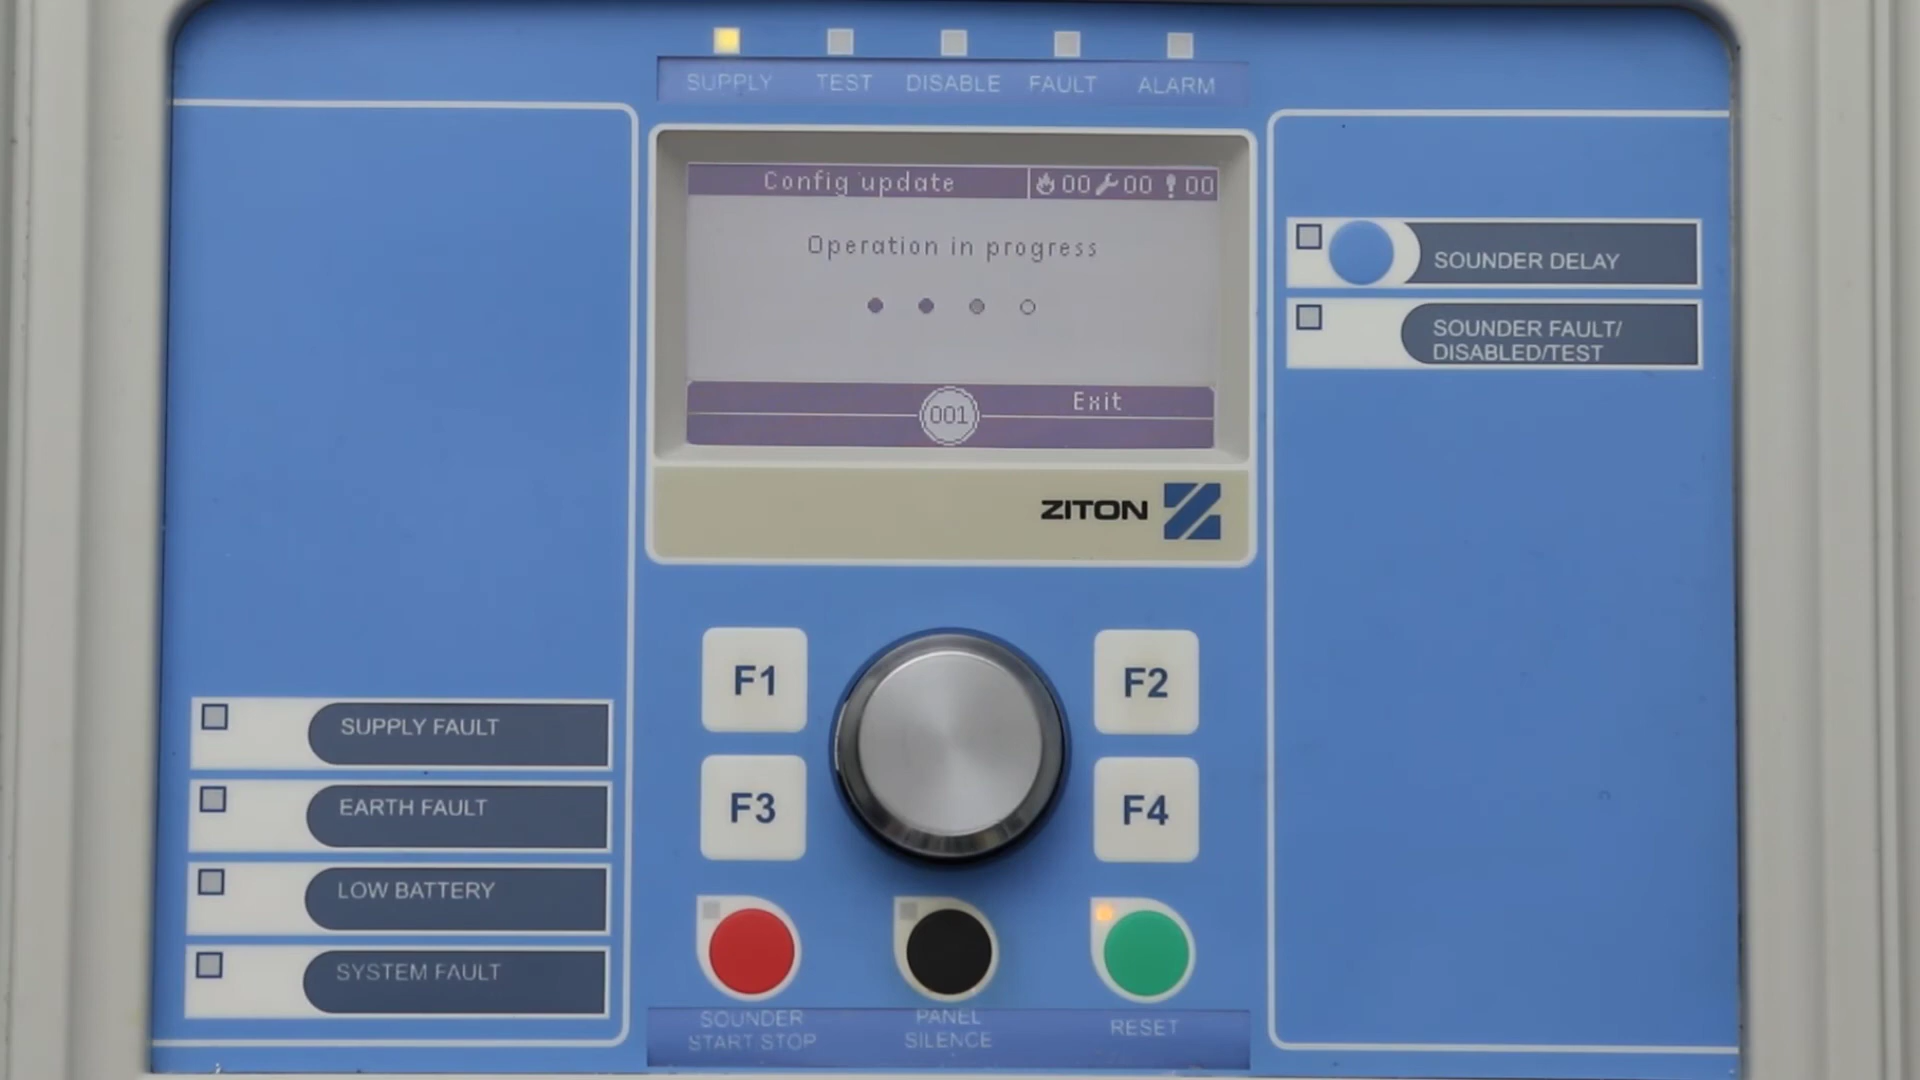 SUPPLY TEST DISABLE FAULT ALARM
Config update 00 00 00
Operation in progress
Exit
001
ZITON
SOUNDER DELAY
SOUNDER FAULT/
DISABLED/TEST
F1 F2
F3 F4
SUPPLY FAULT
EARTH FAULT
LOW BATTERY
SYSTEM FAULT
SOUNDER
START STOP
PANEL
SILENCE
RESET